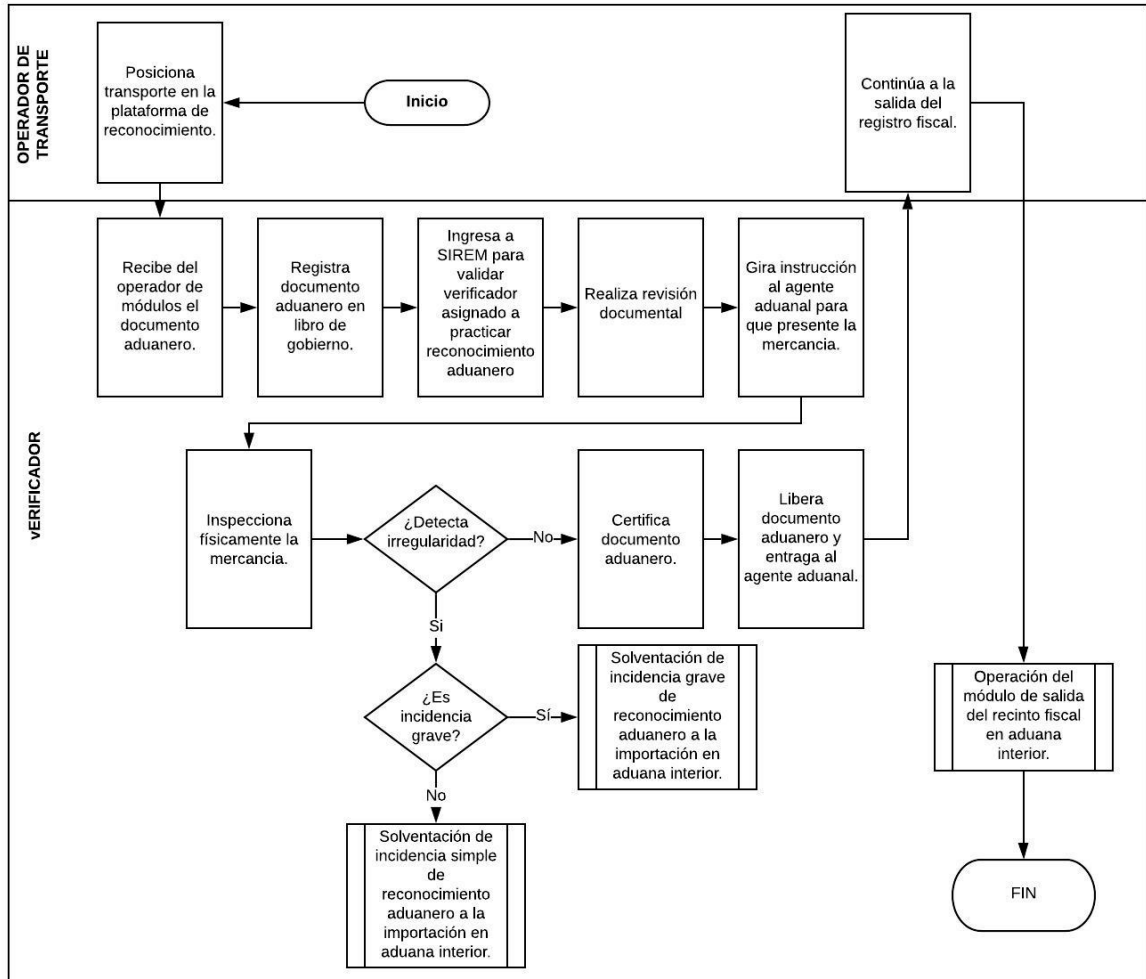 OPERADOR DE
TRANSPORTE
Posiciona
transporte en la
plataforma de
reconocimiento.
Inicio
Continúa a la
salida del
registro fiscal.
vERIFICADOR
Recibe del
operador de
módulos el
documento
aduanero.
Registra
documento
aduanero en
libro de
gobierno.
Ingresa a
SIREM para
validar
verificador
asignado a
practicar
reconocimiento
aduanero
Realiza revisión
documental
Gira instrucción
al agente
aduanal para
que presente la
mercancia.
Inspecciona
físicamente la
mercancia.
¿Detecta
irregularidad?
No
Certifica
documento
aduanero.
Libera
documento
aduanero y
entraga al
agente aduanal.
Si
¿Es
incidencia
grave?
Sí
Solventación de
incidencia grave
de
reconocimiento
aduanero a la
importación en
aduana interior.
Operación del
módulo de salida
del recinto fiscal
en aduana
interior.
No
Solventación de
incidencia simple
de
reconocimiento
aduanero a la
importación en
aduana interior.
FIN